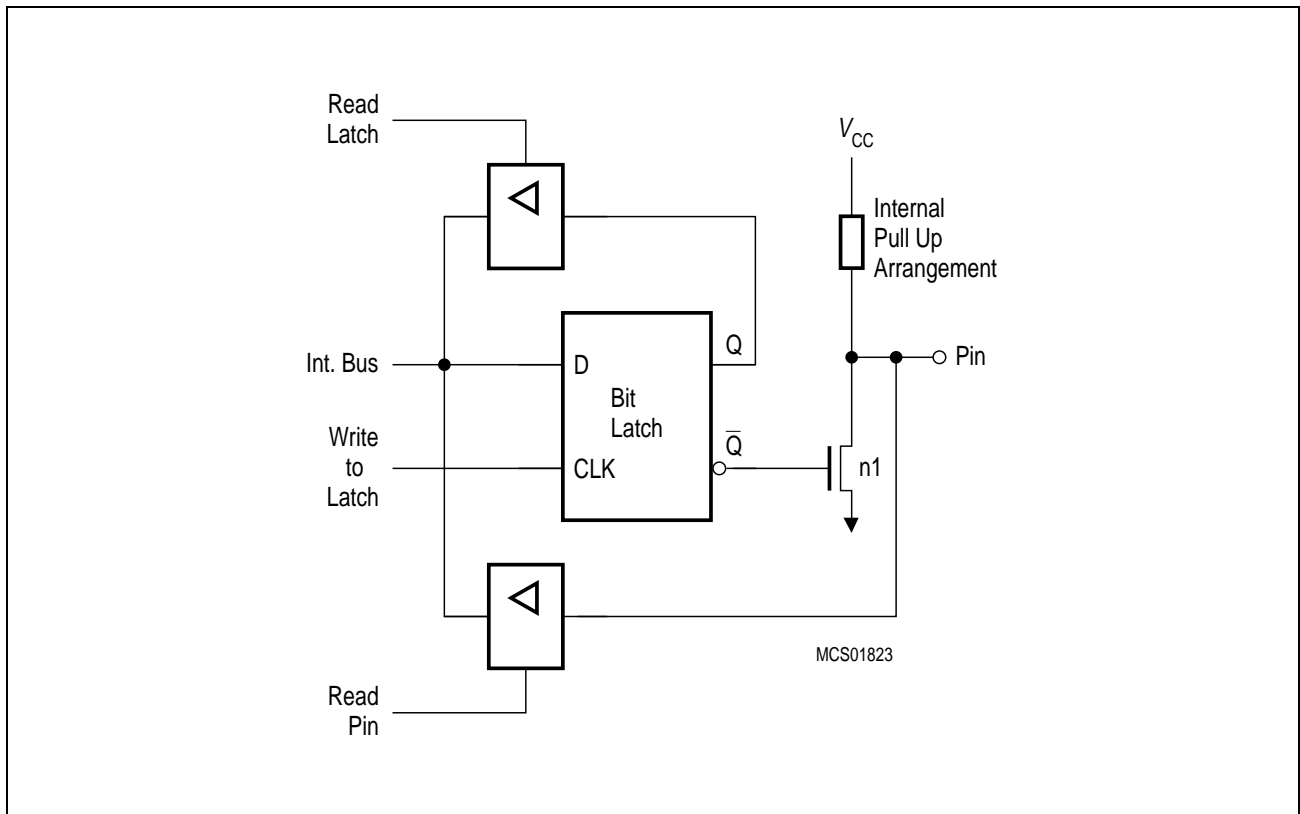 Read
Latch
V_CC
Internal
Pull Up
Arrangement
Q
Int. Bus
D
Pin
Bit
Latch
Q̅
Write
to
Latch
CLK
n1
MCS01823
Read
Pin